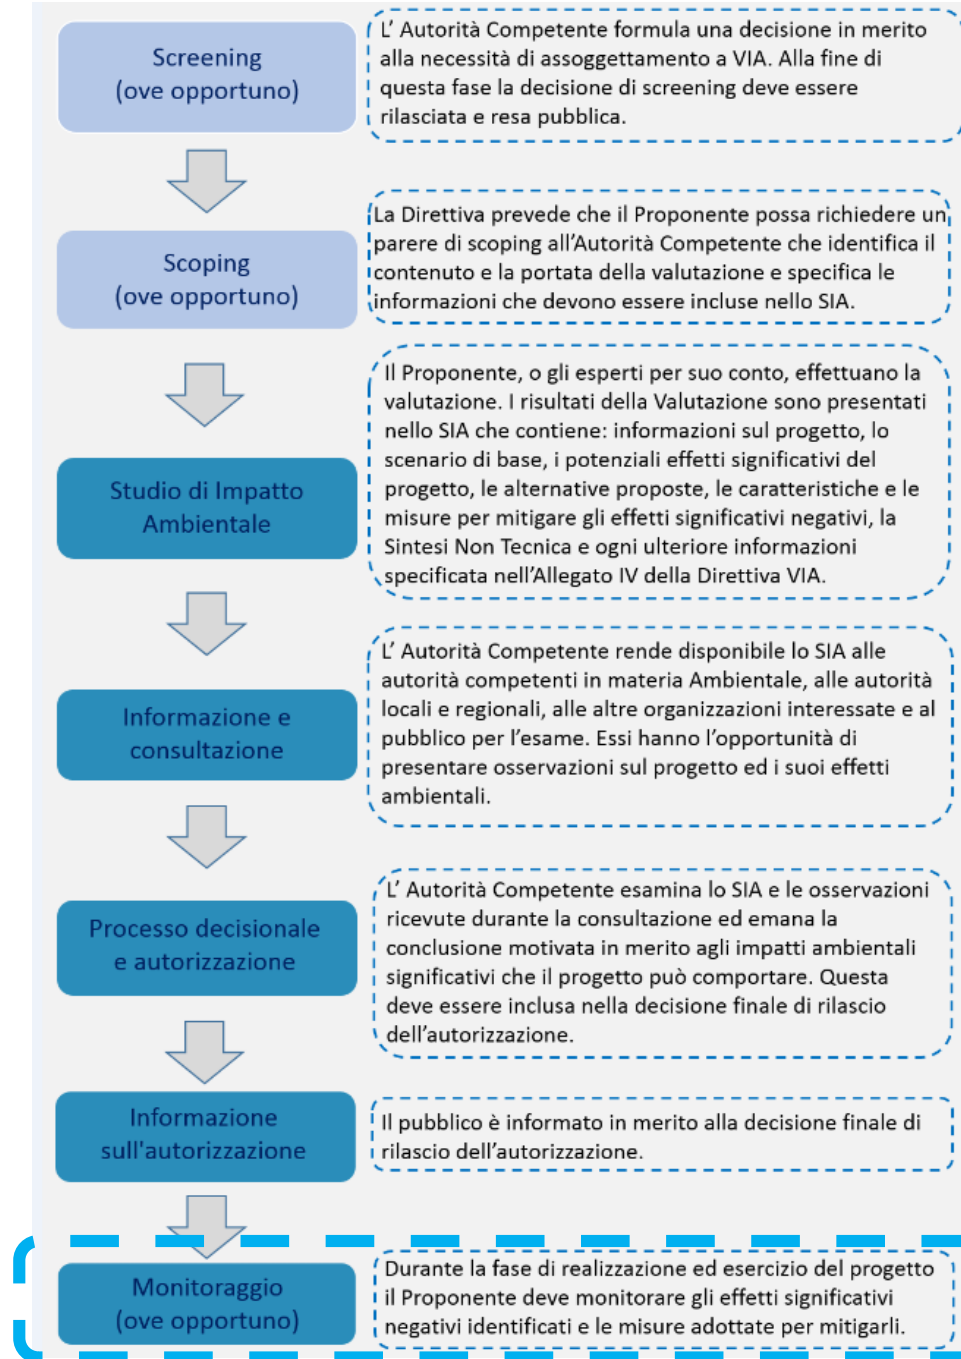 Screening
(ove opportuno)
L' Autorità Competente formula una decisione in merito
alla necessità di assoggettamento a VIA. Alla fine di
questa fase la decisione di screening deve essere
rilasciata e resa pubblica.
Scoping
(ove opportuno)
La Direttiva prevede che il Proponente possa richiedere un
parere di scoping all'Autorità Competente che identifica il
contenuto e la portata della valutazione e specifica le
informazioni che devono essere incluse nello SIA.
Studio di Impatto
Ambientale
Il Proponente, o gli esperti per suo conto, effettuano la
valutazione. I risultati della Valutazione sono presentati
nello SIA che contiene: informazioni sul progetto, lo
scenario di base, i potenziali effetti significativi del
progetto, le alternative proposte, le caratteristiche e le
misure per mitigare gli effetti significativi negativi, la
Sintesi Non Tecnica e ogni ulteriore informazioni
specificata nell'Allegato IV della Direttiva VIA.
Informazione e
consultazione
L' Autorità Competente rende disponibile lo SIA alle
autorità competenti in materia Ambientale, alle autorità
locali e regionali, alle altre organizzazioni interessate e al
pubblico per l'esame. Essi hanno l'opportunità di
presentare osservazioni sul progetto ed i suoi effetti
ambientali.
Processo decisionale
e autorizzazione
L' Autorità Competente esamina lo SIA e le osservazioni
ricevute durante la consultazione ed emana la
conclusione motivata in merito agli impatti ambientali
significativi che il progetto può comportare. Questa
deve essere inclusa nella decisione finale di rilascio
dell'autorizzazione.
Informazione
sull'autorizzazione
Il pubblico è informato in merito alla decisione finale di
rilascio dell'autorizzazione.
Monitoraggio
(ove opportuno)
Durante la fase di realizzazione ed esercizio del progetto
il Proponente deve monitorare gli effetti significativi
negativi identificati e le misure adottate per mitigarli.